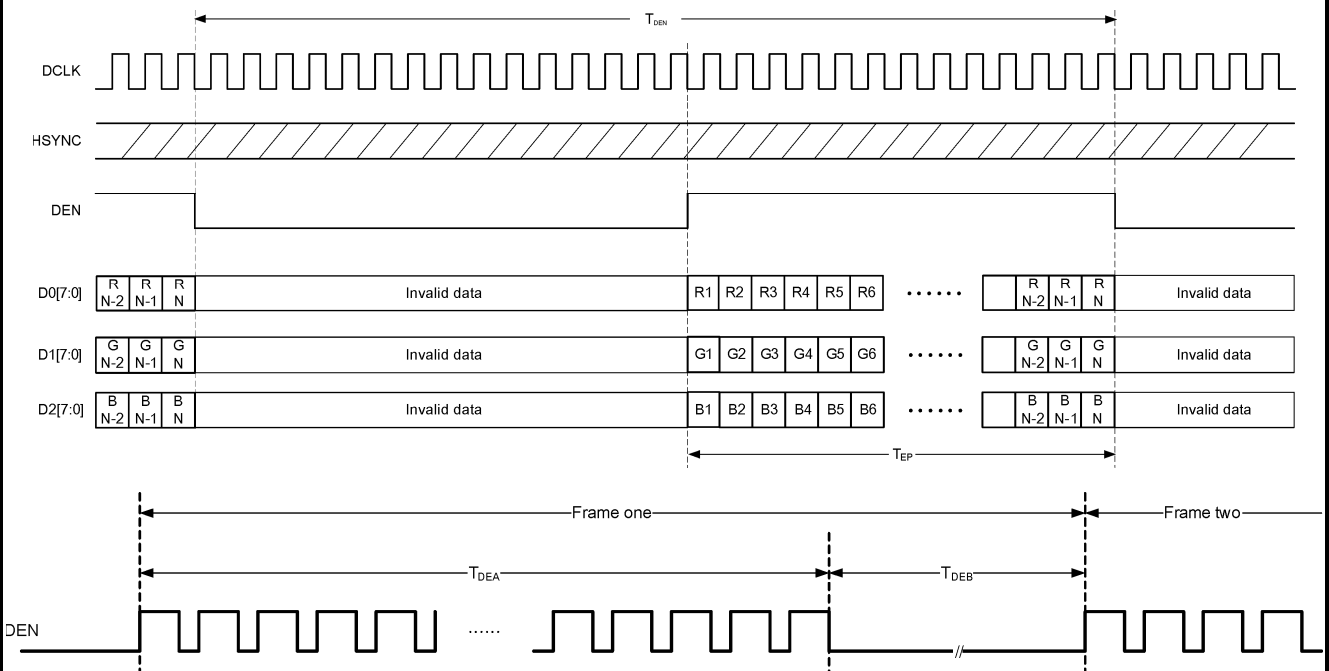 TDEN
DCLK
HSYNC
DEN
D0[7:0] R N-2 R N-1 R N Invalid data R1 R2 R3 R4 R5 R6 ...... R N-2 R N-1 R N Invalid data
D1[7:0] G N-2 G N-1 G N Invalid data G1 G2 G3 G4 G5 G6 ...... G N-2 G N-1 G N Invalid data
D2[7:0] B N-2 B N-1 B N Invalid data B1 B2 B3 B4 B5 B6 ...... B N-2 B N-1 B N Invalid data
TEP
Frame one Frame two
TDEA TDEB
DEN ...... //